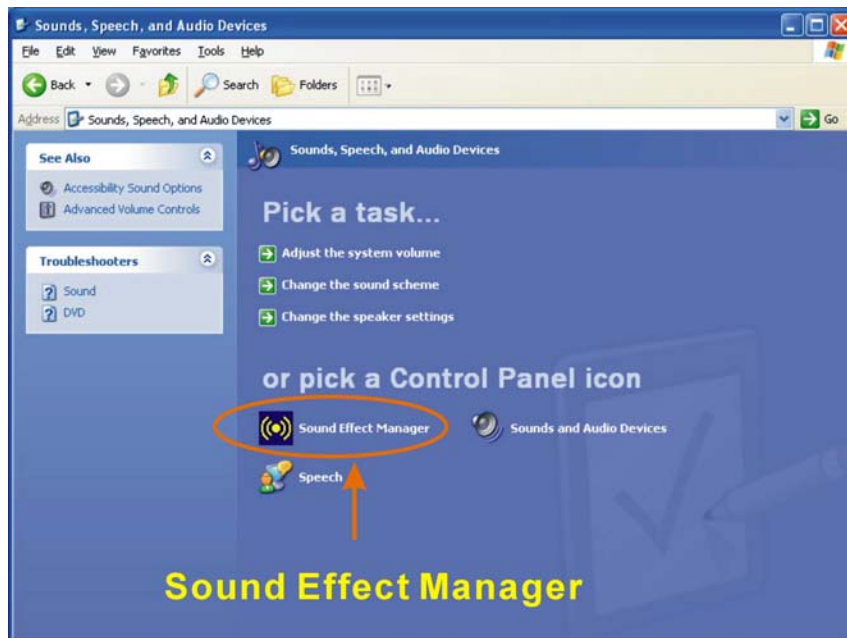 Sounds, Speech, and Audio Devices
File Edit View Favorites Tools Help
Back Search Folders
Address Sounds, Speech, and Audio Devices Go
See Also
Accessibility Sound Options
Advanced Volume Controls
Troubleshooters
Sound
DVD
Sounds, Speech, and Audio Devices
Pick a task...
Adjust the system volume
Change the sound scheme
Change the speaker settings
or pick a Control Panel icon
Sound Effect Manager
Sounds and Audio Devices
Speech
Sound Effect Manager